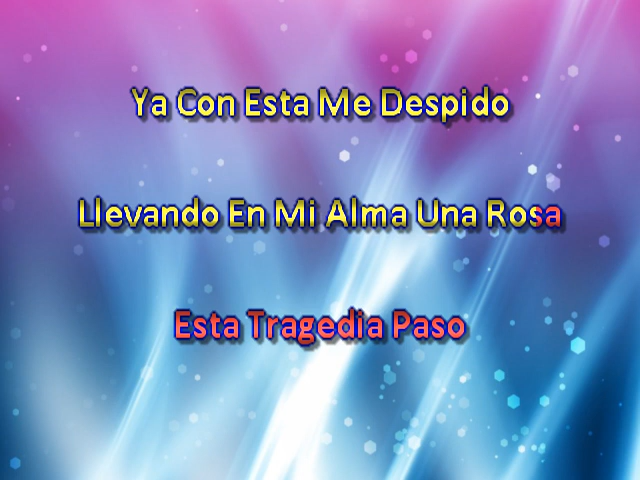 Ya Con Esta Me Despido
Llevando En Mi Alma Una Rosa
Esta Tragedia Paso